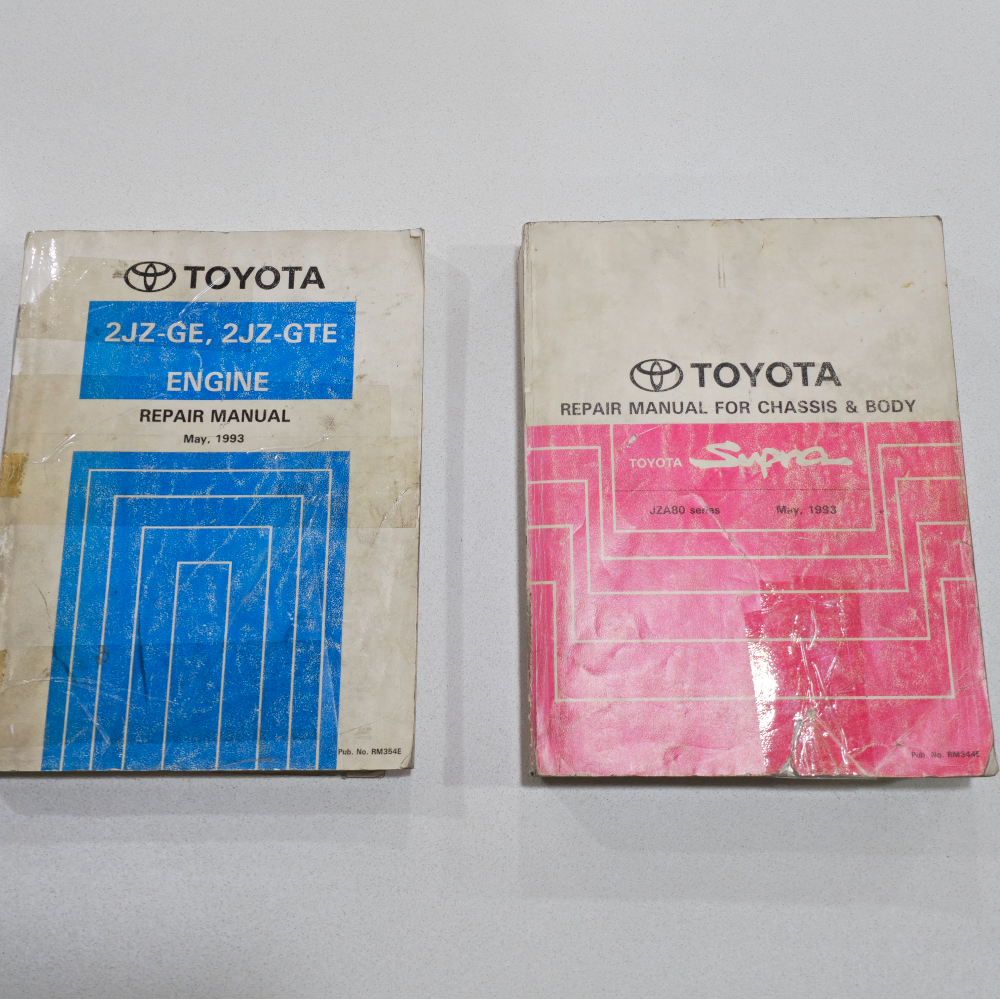 TOYOTA
2JZ-GE, 2JZ-GTE
ENGINE
REPAIR MANUAL
May, 1993
Pub. No. RM354E
TOYOTA
REPAIR MANUAL FOR CHASSIS & BODY
TOYOTA Supra
JZA80 series May, 1993
Pub. No. RM344E